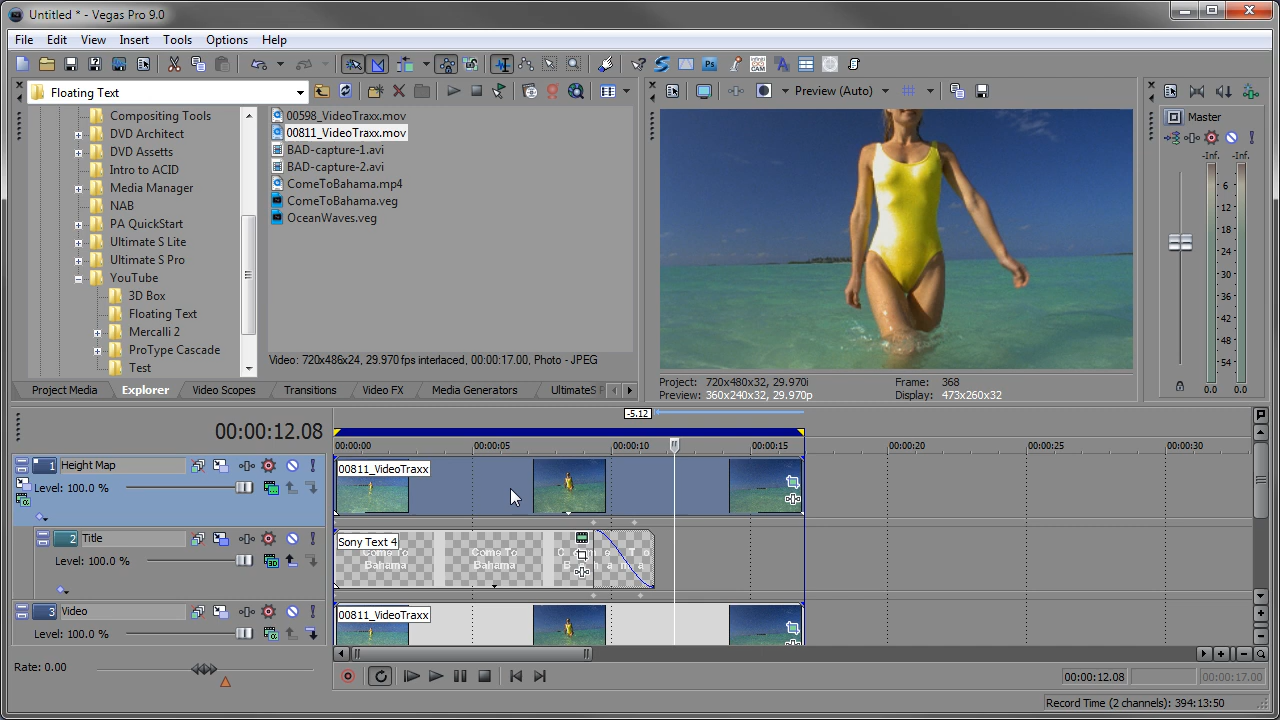 Untitled * - Vegas Pro 9.0
File Edit View Insert Tools Options Help
Floating Text
Compositing Tools
DVD Architect
DVD Assets
Intro to ACID
Media Manager
NAB
PA QuickStart
Ultimate S Lite
Ultimate S Pro
YouTube
3D Box
Floating Text
Mercalli 2
ProType Cascade
Test
00598_VideoTraxx.mov
00811_VideoTraxx.mov
BAD-capture-1.avi
BAD-capture-2.avi
ComeToBahama.mp4
ComeToBahama.veg
OceanWaves.veg
Video: 720x486x24, 29.970 fps interlaced, 00:00:17.00, Photo - JPEG
Project Media Explorer Video Scopes Transitions Video FX Media Generators UltimateS P
Preview (Auto)
Project: 720x480x32, 29.970i Frame: 368
Preview: 360x240x32, 29.970p Display: 473x260x32
Master
-Inf. -Inf.
6
12
18
24
30
36
42
48
54
0.0 0.0
-5.12
00:00:12.08
00:00:00 00:00:05 00:00:10 00:00:15 00:00:20 00:00:25 00:00:30
1 Height Map
Level: 100.0 %
00811_VideoTraxx
2 Title
Level: 100.0 %
Sony Text 4
Come To
Bahama
Come To
Bahama
Come To
Bahama
3 Video
Level: 100.0 %
00811_VideoTraxx
Rate: 0.00
00:00:12.08 00:00:17.00
Record Time (2 channels): 394:13:50